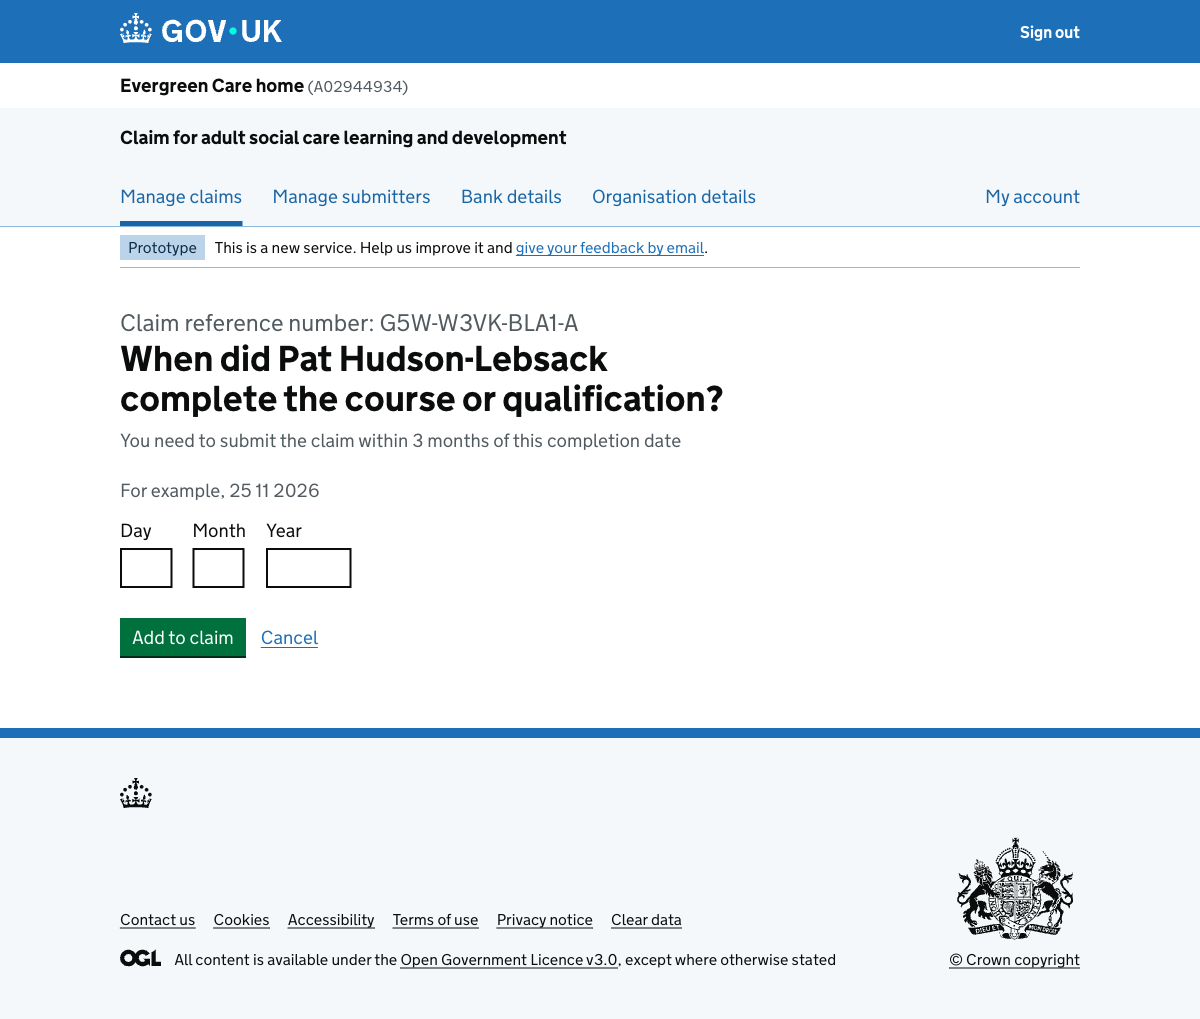 GOV·UK
Sign out
Evergreen Care home (A02944934)
Claim for adult social care learning and development
Manage claims Manage submitters Bank details Organisation details My account
Prototype This is a new service. Help us improve it and give your feedback by email.
Claim reference number: G5W-W3VK-BLA1-A
When did Pat Hudson-Lebsack
complete the course or qualification?
You need to submit the claim within 3 months of this completion date
For example, 25 11 2026
Day Month Year
Add to claim Cancel
Contact us Cookies Accessibility Terms of use Privacy notice Clear data
OGL All content is available under the Open Government Licence v3.0, except where otherwise stated
© Crown copyright